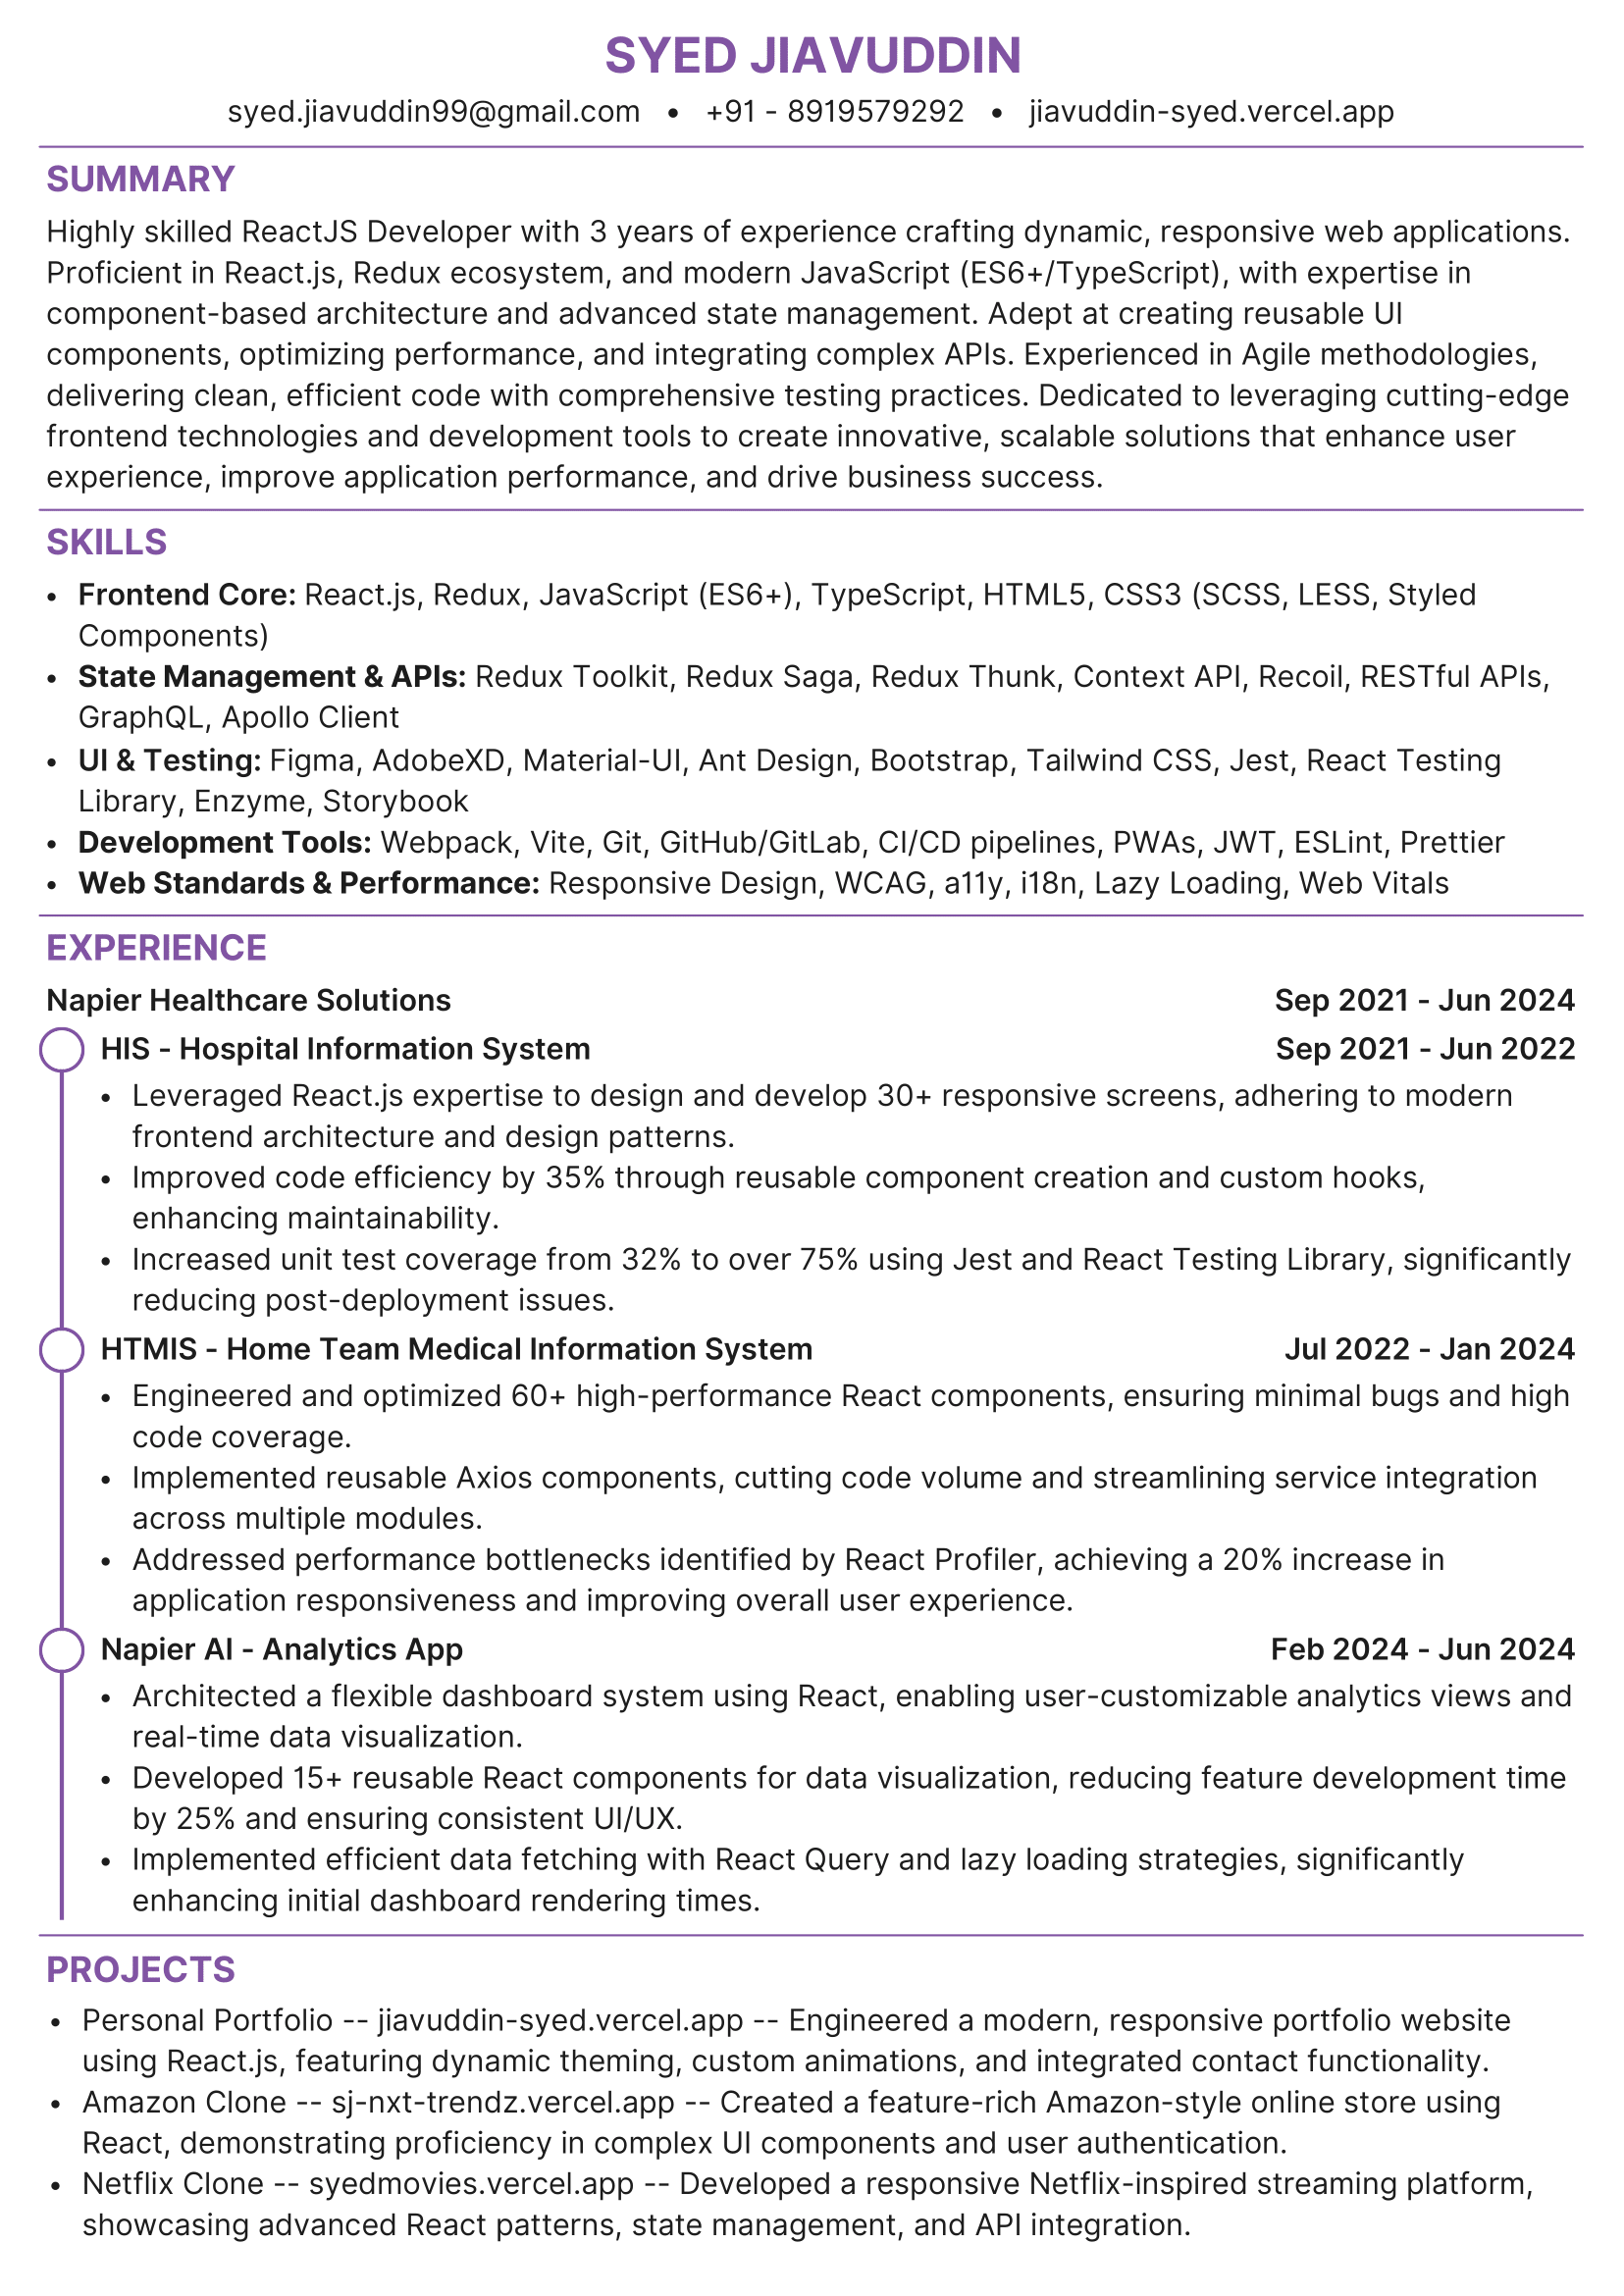 SYED JIAVUDDIN
syed.jiavuddin99@gmail.com • +91 - 8919579292 • jiavuddin-syed.vercel.app
SUMMARY
Highly skilled ReactJS Developer with 3 years of experience crafting dynamic, responsive web applications.
Proficient in React.js, Redux ecosystem, and modern JavaScript (ES6+/TypeScript), with expertise in
component-based architecture and advanced state management. Adept at creating reusable UI
components, optimizing performance, and integrating complex APIs. Experienced in Agile methodologies,
delivering clean, efficient code with comprehensive testing practices. Dedicated to leveraging cutting-edge
frontend technologies and development tools to create innovative, scalable solutions that enhance user
experience, improve application performance, and drive business success.
SKILLS
• Frontend Core: React.js, Redux, JavaScript (ES6+), TypeScript, HTML5, CSS3 (SCSS, LESS, Styled
Components)
• State Management & APIs: Redux Toolkit, Redux Saga, Redux Thunk, Context API, Recoil, RESTful APIs,
GraphQL, Apollo Client
• UI & Testing: Figma, AdobeXD, Material-UI, Ant Design, Bootstrap, Tailwind CSS, Jest, React Testing
Library, Enzyme, Storybook
• Development Tools: Webpack, Vite, Git, GitHub/GitLab, CI/CD pipelines, PWAs, JWT, ESLint, Prettier
• Web Standards & Performance: Responsive Design, WCAG, a11y, i18n, Lazy Loading, Web Vitals
EXPERIENCE
Napier Healthcare Solutions Sep 2021 - Jun 2024
HIS - Hospital Information System Sep 2021 - Jun 2022
• Leveraged React.js expertise to design and develop 30+ responsive screens, adhering to modern
frontend architecture and design patterns.
• Improved code efficiency by 35% through reusable component creation and custom hooks,
enhancing maintainability.
• Increased unit test coverage from 32% to over 75% using Jest and React Testing Library, significantly
reducing post-deployment issues.
HTMIS - Home Team Medical Information System Jul 2022 - Jan 2024
• Engineered and optimized 60+ high-performance React components, ensuring minimal bugs and high
code coverage.
• Implemented reusable Axios components, cutting code volume and streamlining service integration
across multiple modules.
• Addressed performance bottlenecks identified by React Profiler, achieving a 20% increase in
application responsiveness and improving overall user experience.
Napier AI - Analytics App Feb 2024 - Jun 2024
• Architected a flexible dashboard system using React, enabling user-customizable analytics views and
real-time data visualization.
• Developed 15+ reusable React components for data visualization, reducing feature development time
by 25% and ensuring consistent UI/UX.
• Implemented efficient data fetching with React Query and lazy loading strategies, significantly
enhancing initial dashboard rendering times.
PROJECTS
• Personal Portfolio -- jiavuddin-syed.vercel.app -- Engineered a modern, responsive portfolio website
using React.js, featuring dynamic theming, custom animations, and integrated contact functionality.
• Amazon Clone -- sj-nxt-trendz.vercel.app -- Created a feature-rich Amazon-style online store using
React, demonstrating proficiency in complex UI components and user authentication.
• Netflix Clone -- syedmovies.vercel.app -- Developed a responsive Netflix-inspired streaming platform,
showcasing advanced React patterns, state management, and API integration.